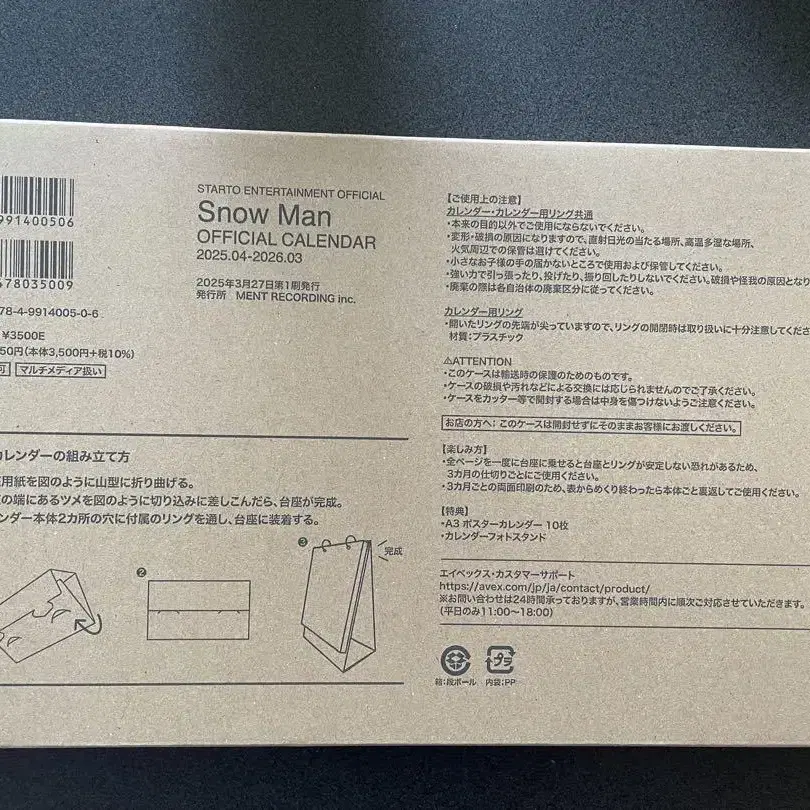 991400506
678035009
78-4-9914005-0-6
¥3500E
50円(本体3,500円+税10%)
可 マルチメディア扱い
STARTO ENTERTAINMENT OFFICIAL
Snow Man
OFFICIAL CALENDAR
2025.04-2026.03
2025年3月27日第1刷発行
発行所 MENT RECORDING inc.
カレンダーの組み立て方
用紙を図のように山型に折り曲げる。
の端にあるツメを図のように切り込みに差しこんだら、台座が完成。
ンダー本体2カ所の穴に付属のリングを通し、台座に装着する。
❷
❸
完成
【ご使用上の注意】
カレンダー・カレンダー用リング共通
・本来の目的以外でご使用にならないでください。
・変形・破損の原因になりますので、直射日光の当たる場所、高温多湿な場所、
火気周辺での保管は避けてください。
・小さなお子様の手の届かないところで使用および保管してください。
・強い力で引っ張ったり、投げたり、振り回したりしないでください。破損や怪我の原因となり
・廃棄の際は各自治体の廃棄区分に従ってください。
カレンダー用リング
・開いたリングの先端が尖っていますので、リングの開閉時は取り扱いに十分注意してくだ
材質:プラスチック
⚠ATTENTION
・このケースは輸送時の保護のためのものです。
・ケースの破損や汚れなどによる交換には応じられませんのでご了承ください。
・ケースをカッター等で開封する場合は中身を傷つけないようご注意ください。
お店の方へ:このケースは開封せずにそのままお客様にお渡しください。
【楽しみ方】
・全ページを一度に台座に乗せると台座とリングが安定しない恐れがあるため、
3カ月の仕切りごとにご使用ください。
・3カ月ごとの両面印刷のため、表からめくり終わったら本体ごと裏返してご使用ください。
【特典】
・A3 ポスターカレンダー 10枚
・カレンダーフォトスタンド
エイベックス・カスタマーサポート
https://avex.com/jp/ja/contact/product/
※お問い合わせは24時間承っておりますが、営業時間内に順次ご対応させていただきます。
(平日のみ11:00〜18:00)
プラ
箱:段ボール 内袋:PP